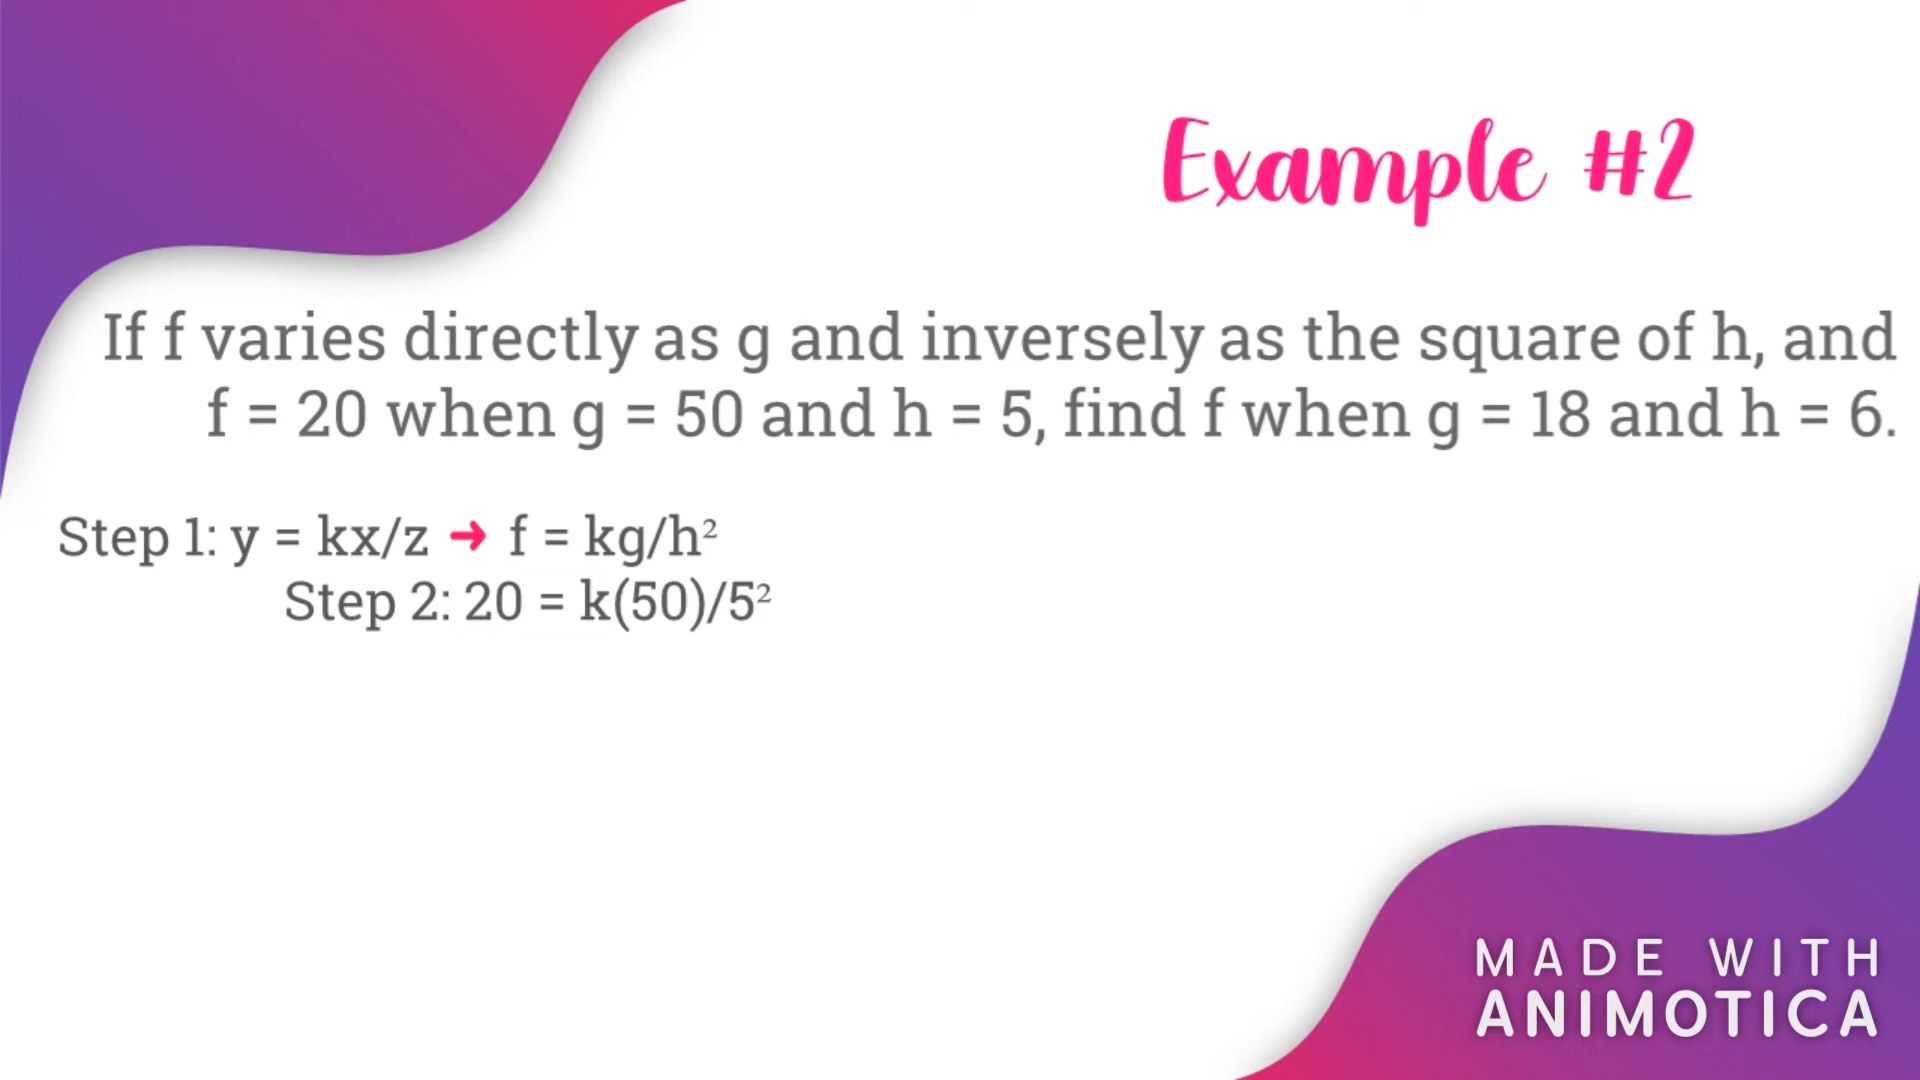 Example #2
If f varies directly as g and inversely as the square of h, and
f = 20 when g = 50 and h = 5, find f when g = 18 and h = 6.
Step 1: y = kx/z ➜ f = kg/h²
Step 2: 20 = k(50)/5²
MADE WITH
ANIMOTICA